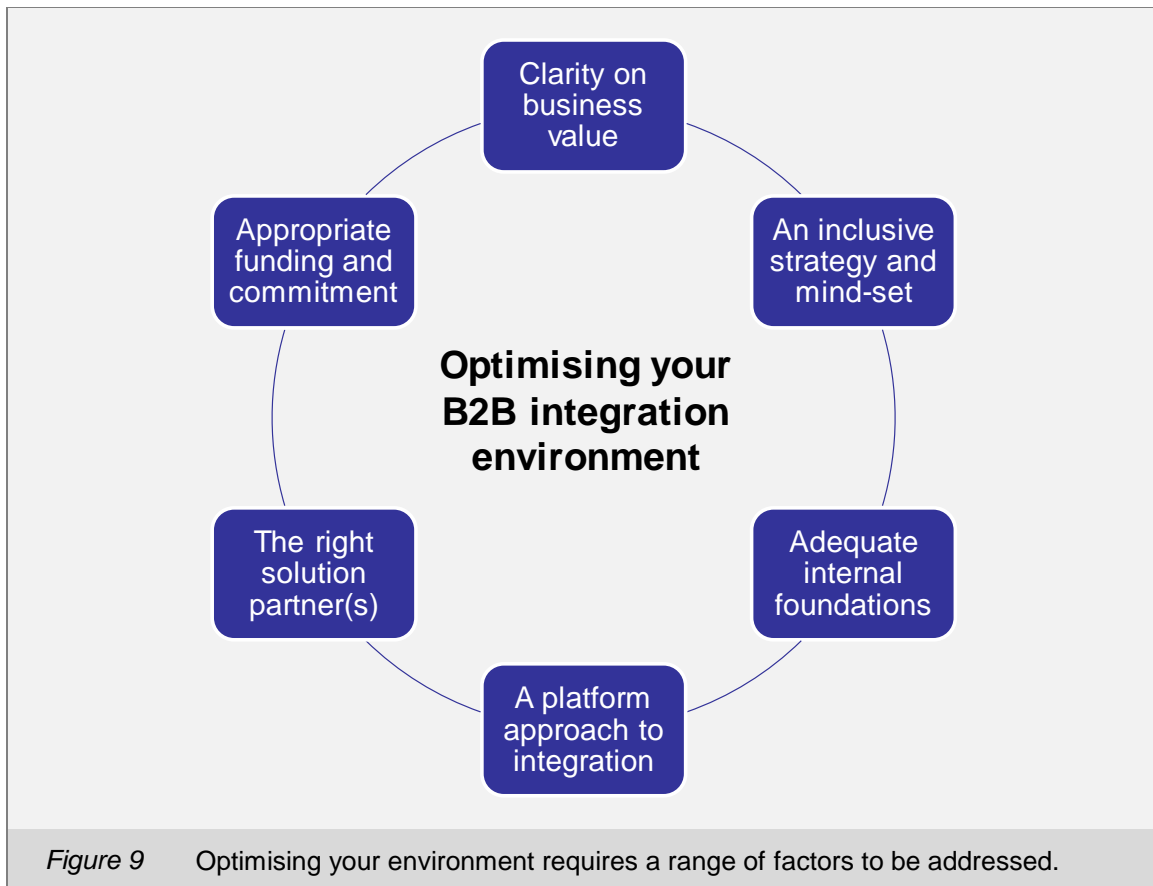 Clarity on
business
value
An inclusive
strategy and
mind-set
Adequate
internal
foundations
A platform
approach to
integration
The right
solution
partner(s)
Appropriate
funding and
commitment
Optimising your
B2B integration
environment
Figure 9 Optimising your environment requires a range of factors to be addressed.